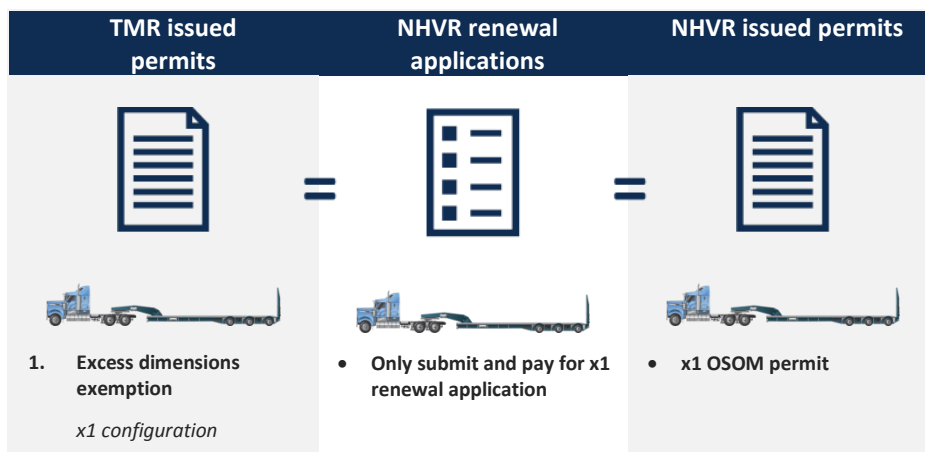 TMR issued
permits
NHVR renewal
applications
NHVR issued permits
=
=
1. Excess dimensions
exemption
x1 configuration
• Only submit and pay for x1
renewal application
• x1 OSOM permit